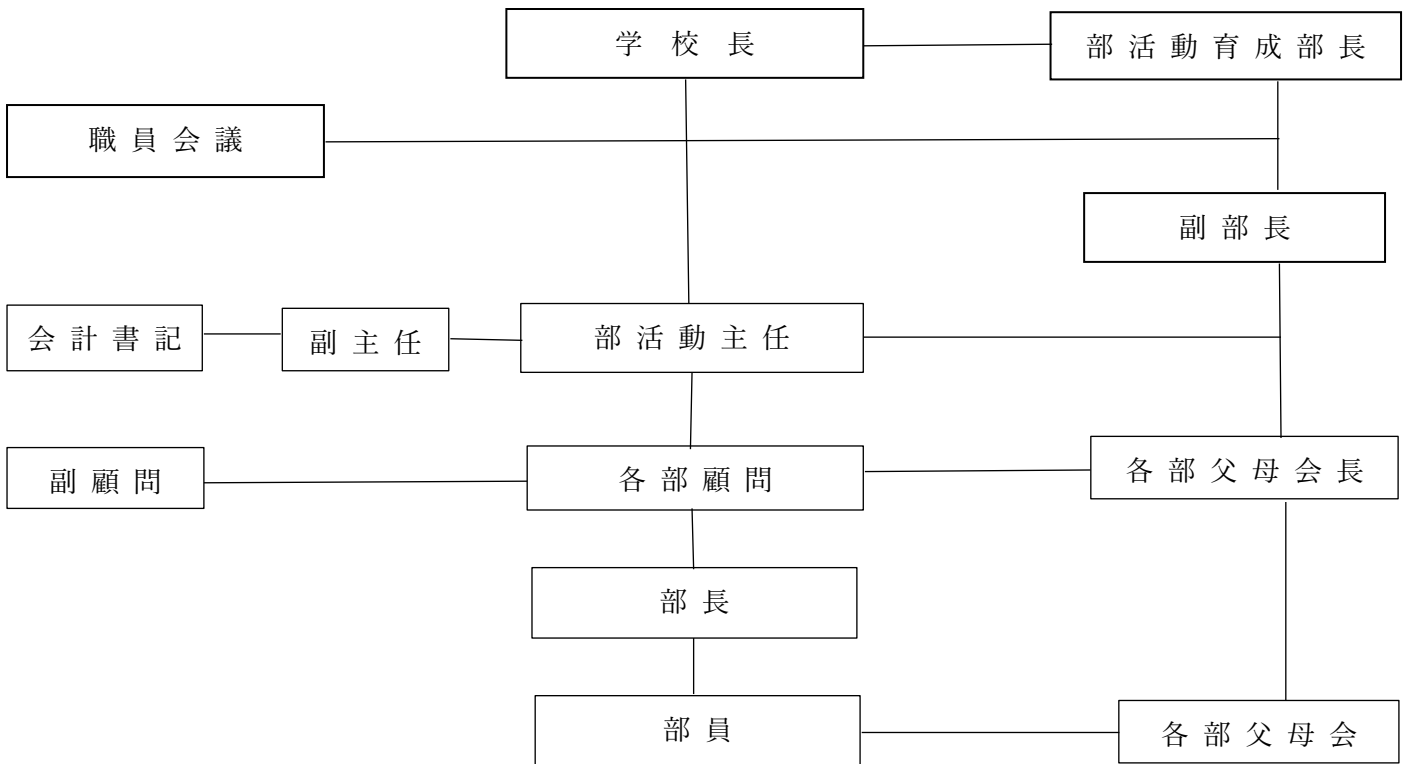 学校長
部活動育成部長
職員会議
副部長
会計書記
副主任
部活動主任
副顧問
各部顧問
各部父母会長
部長
部員
各部父母会